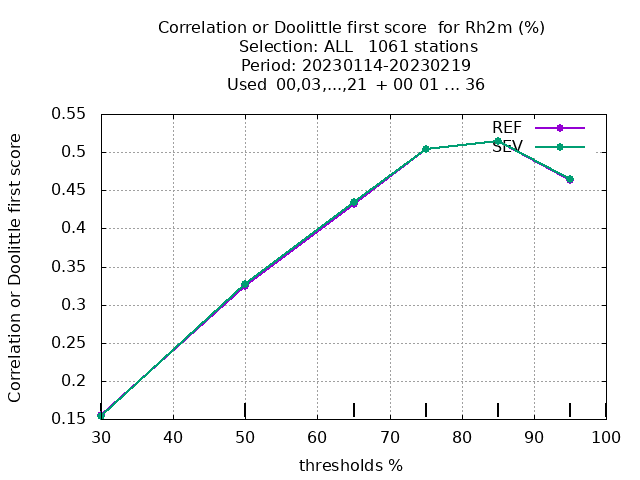 Correlation or Doolittle first score  for Rh2m (%)
Selection: ALL   1061 stations
Period: 20230114-20230219
Used  00,03,...,21  + 00 01 ... 36
Correlation or Doolittle first score
0.55
0.5
0.45
0.4
0.35
0.3
0.25
0.2
0.15
REF
SEV
30 40 50 60 70 80 90 100
thresholds %